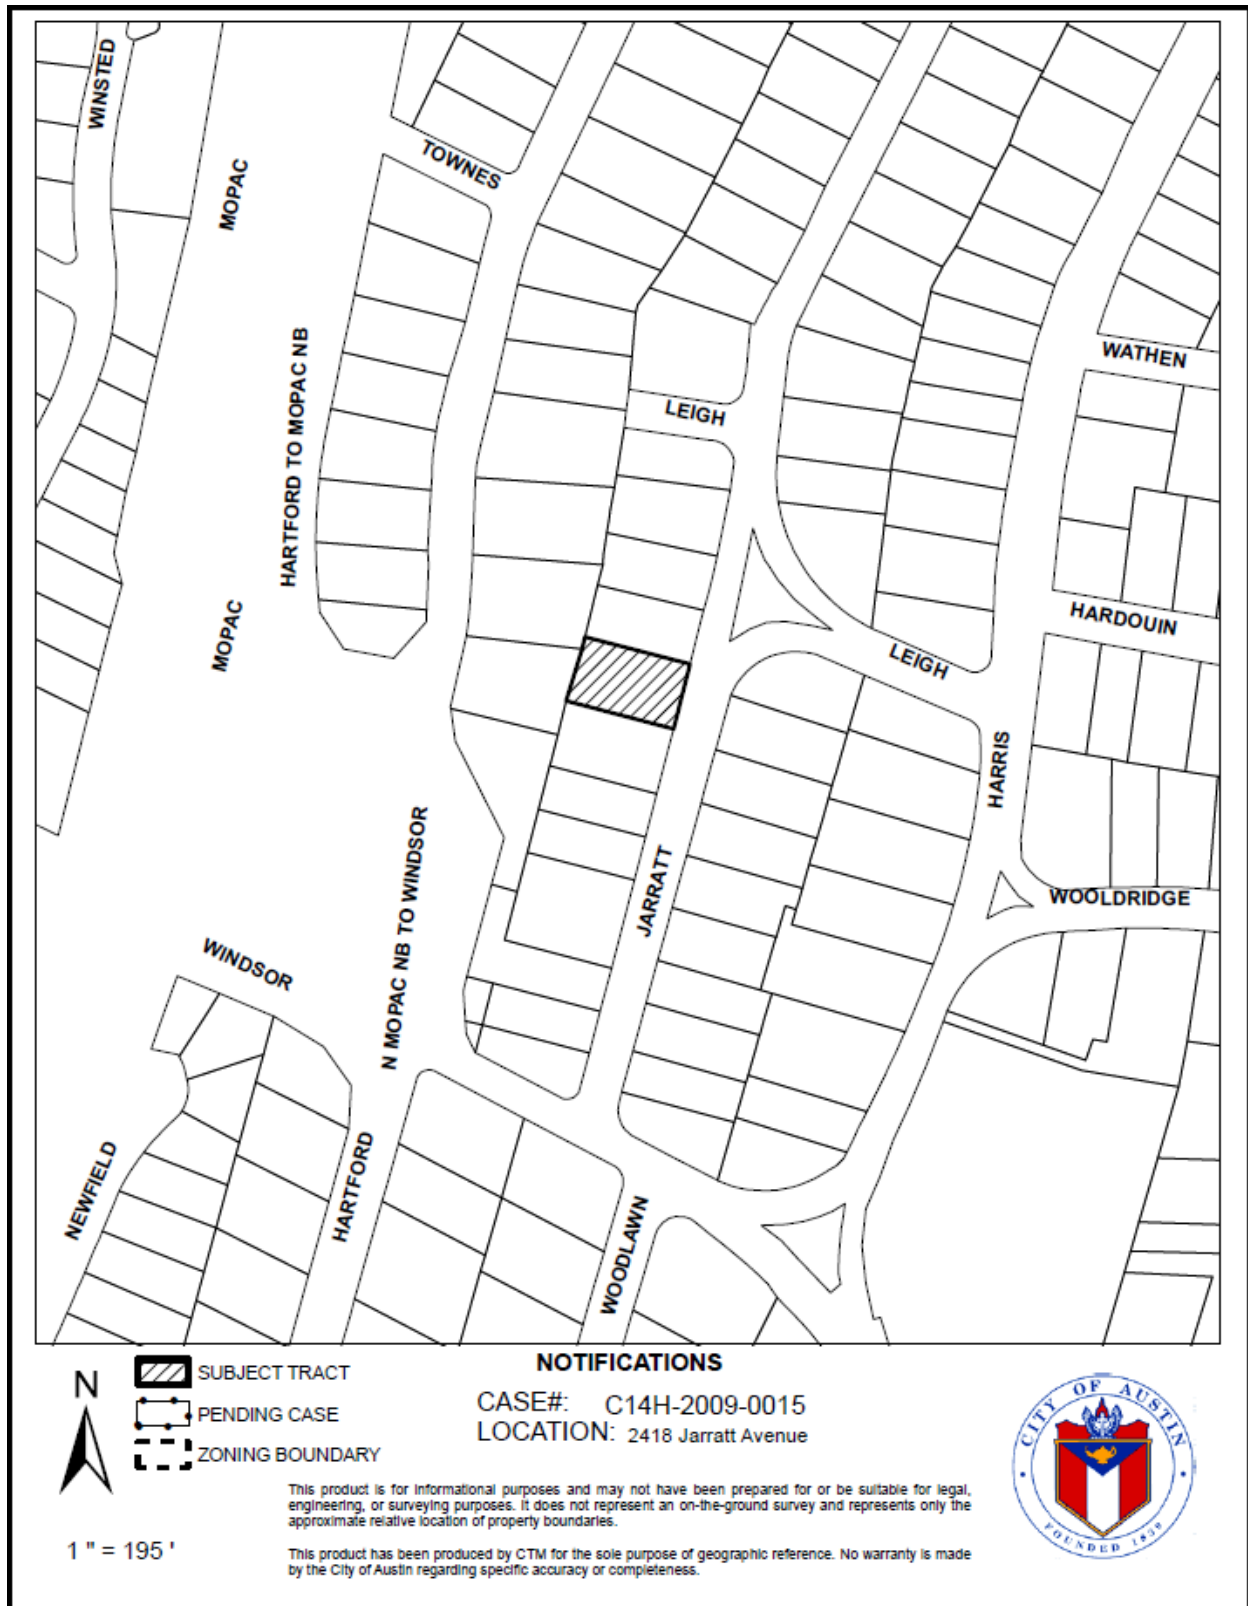 WINSTED
MOPAC
TOWNES
HARTFORD TO MOPAC NB
WATHEN
LEIGH
MOPAC
HARDOUIN
LEIGH
HARRIS
JARRATT
WOOLDRIDGE
N MOPAC NB TO WINDSOR
WINDSOR
NEWFIELD
HARTFORD
WOODLAWN
N
1 " = 195 '
SUBJECT TRACT
PENDING CASE
ZONING BOUNDARY
NOTIFICATIONS
CASE#: C14H-2009-0015
LOCATION: 2418 Jarratt Avenue
This product is for informational purposes and may not have been prepared for or be suitable for legal,
engineering, or surveying purposes. It does not represent an on-the-ground survey and represents only the
approximate relative location of property boundaries.
This product has been produced by CTM for the sole purpose of geographic reference. No warranty is made
by the City of Austin regarding specific accuracy or completeness.
CITY OF AUSTIN
FOUNDED 1839